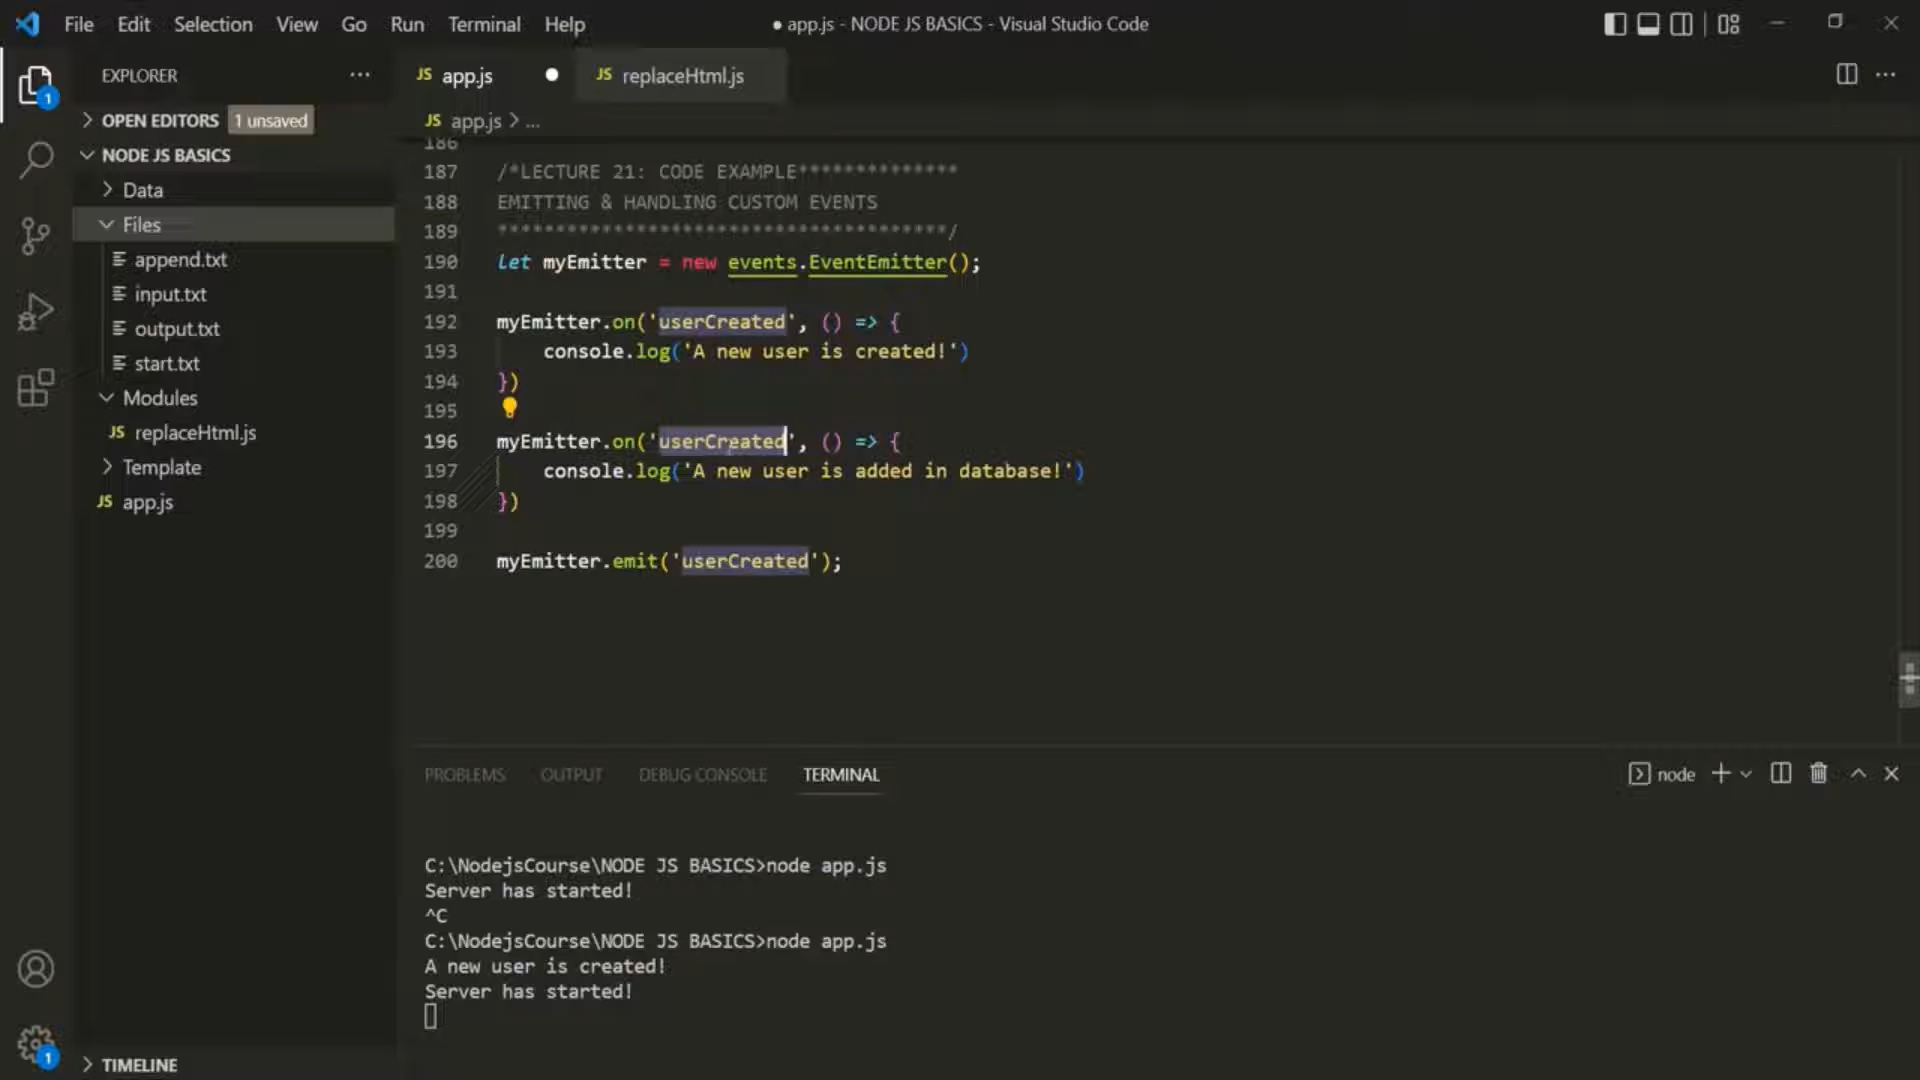 File Edit Selection View Go Run Terminal Help
● app.js - NODE JS BASICS - Visual Studio Code
EXPLORER ...
JS app.js ●
JS replaceHtml.js
1
> OPEN EDITORS 1 unsaved
JS app.js > ...
NODE JS BASICS
Data
Files
append.txt
input.txt
output.txt
start.txt
Modules
JS replaceHtml.js
Template
JS app.js
186
187 /*LECTURE 21: CODE EXAMPLE**************
188 EMITTING & HANDLING CUSTOM EVENTS
189 ***************************************/
190 let myEmitter = new events.EventEmitter();
191
192 myEmitter.on('userCreated', () => {
193     console.log('A new user is created!')
194 })
195
196 myEmitter.on('userCreated', () => {
197     console.log('A new user is added in database!')
198 })
199
200 myEmitter.emit('userCreated');
PROBLEMS OUTPUT DEBUG CONSOLE TERMINAL
node
C:\NodejsCourse\NODE JS BASICS>node app.js
Server has started!
^C
C:\NodejsCourse\NODE JS BASICS>node app.js
A new user is created!
Server has started!
1
TIMELINE